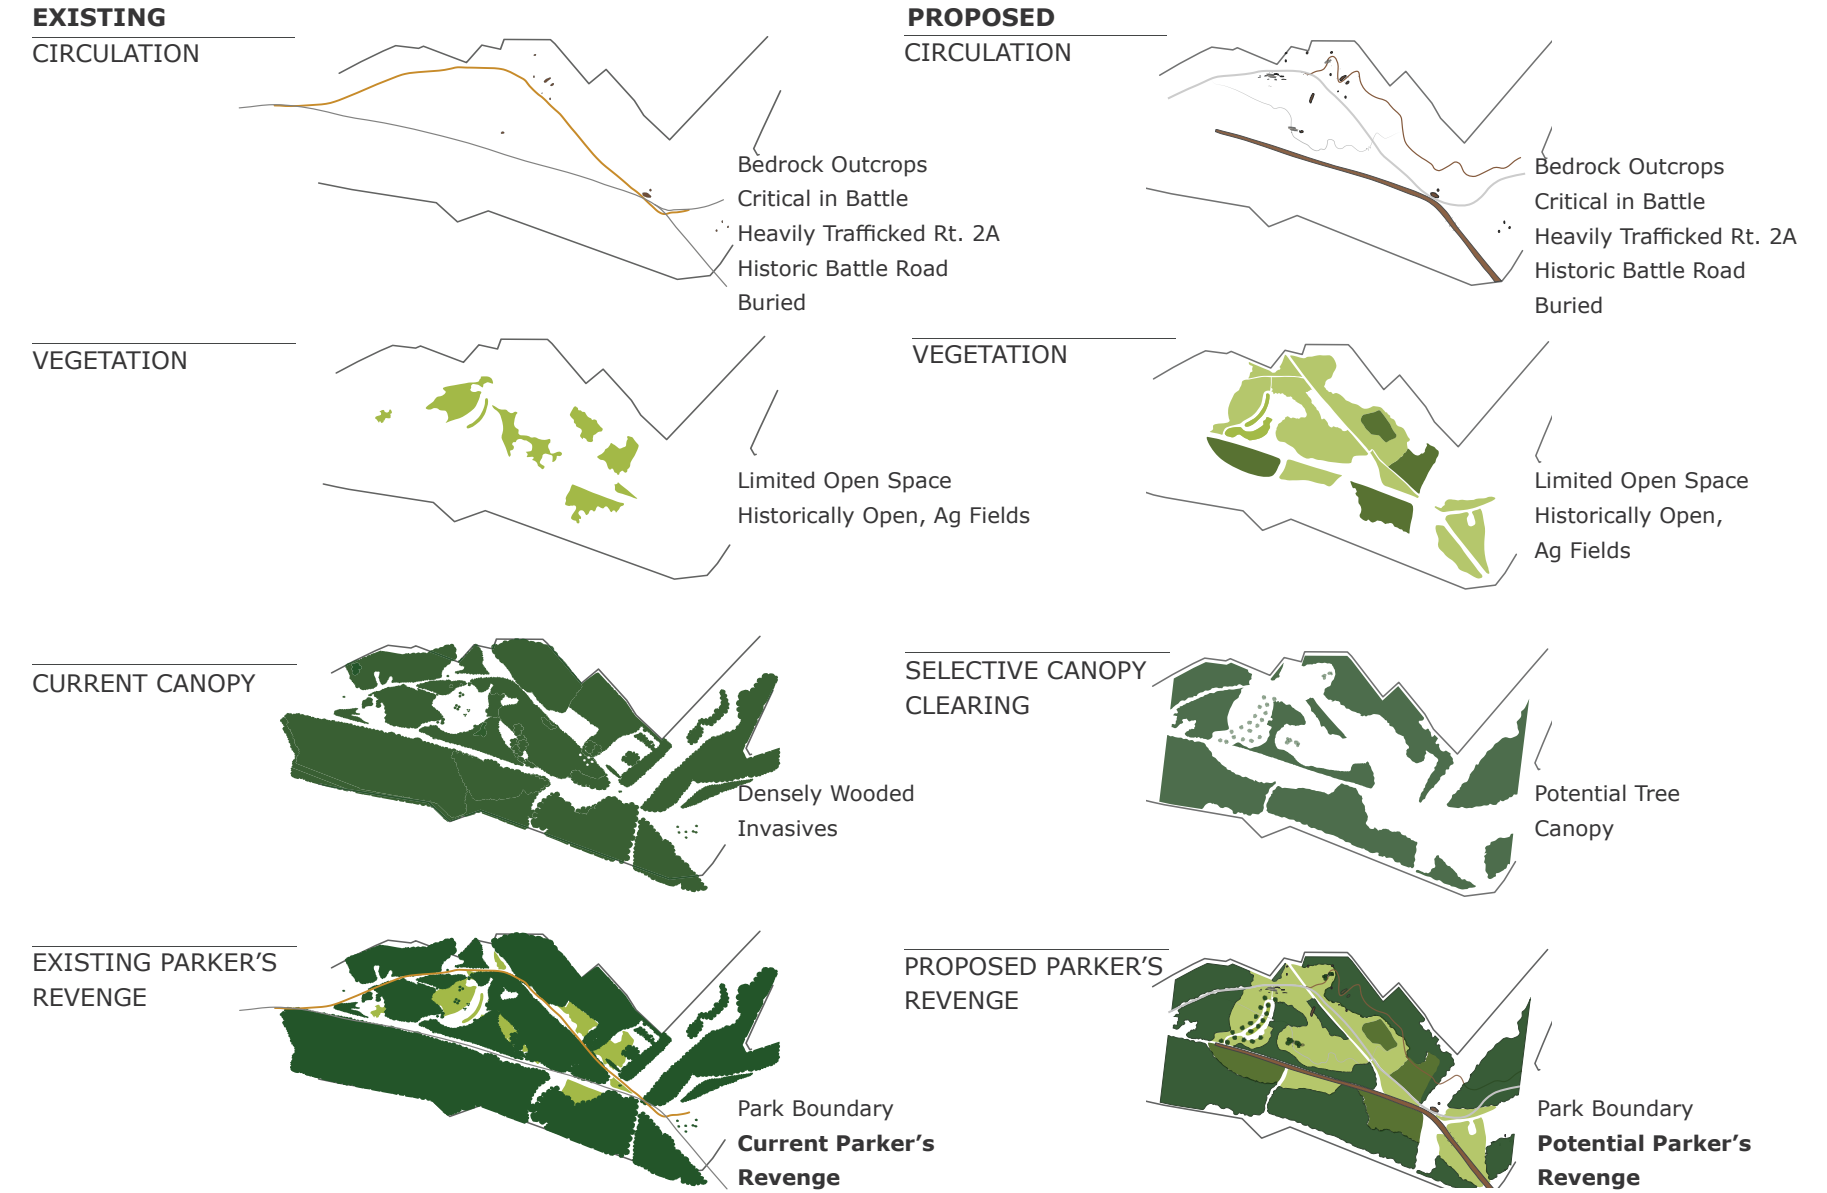 EXISTING
CIRCULATION
Bedrock Outcrops
Critical in Battle
Heavily Trafficked Rt. 2A
Historic Battle Road
Buried
PROPOSED
CIRCULATION
Bedrock Outcrops
Critical in Battle
Heavily Trafficked Rt. 2A
Historic Battle Road
Buried
VEGETATION
Limited Open Space
Historically Open, Ag Fields
VEGETATION
Limited Open Space
Historically Open,
Ag Fields
CURRENT CANOPY
Densely Wooded
Invasives
SELECTIVE CANOPY
CLEARING
Potential Tree
Canopy
EXISTING PARKER’S
REVENGE
Park Boundary
Current Parker’s
Revenge
PROPOSED PARKER’S
REVENGE
Park Boundary
Potential Parker’s
Revenge